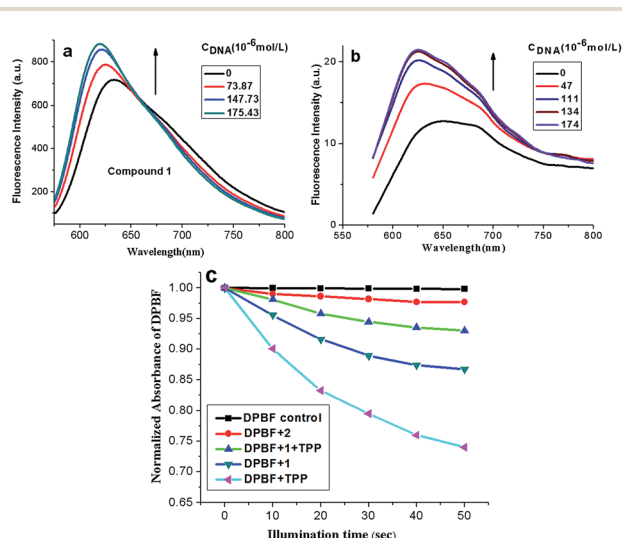 a
C DNA(10⁻⁶mol/L)
0
73.87
147.73
175.43
Compound 1
Fluorescence Intensity (a.u.)
800
600
400
200
600
650
700
750
800
Wavelength(nm)
b
C DNA(10⁻⁶mol/L)
0
47
111
134
174
Fluorescence Intensity (a.u.)
20
10
0
550
600
650
700
750
800
Wavelength(nm)
c
Normalized Absorbance of DPBF
1.00
0.95
0.90
0.85
0.80
0.75
0.70
0.65
DPBF control
DPBF+2
DPBF+1+TPP
DPBF+1
DPBF+TPP
0
10
20
30
40
50
Illumination time (sec)